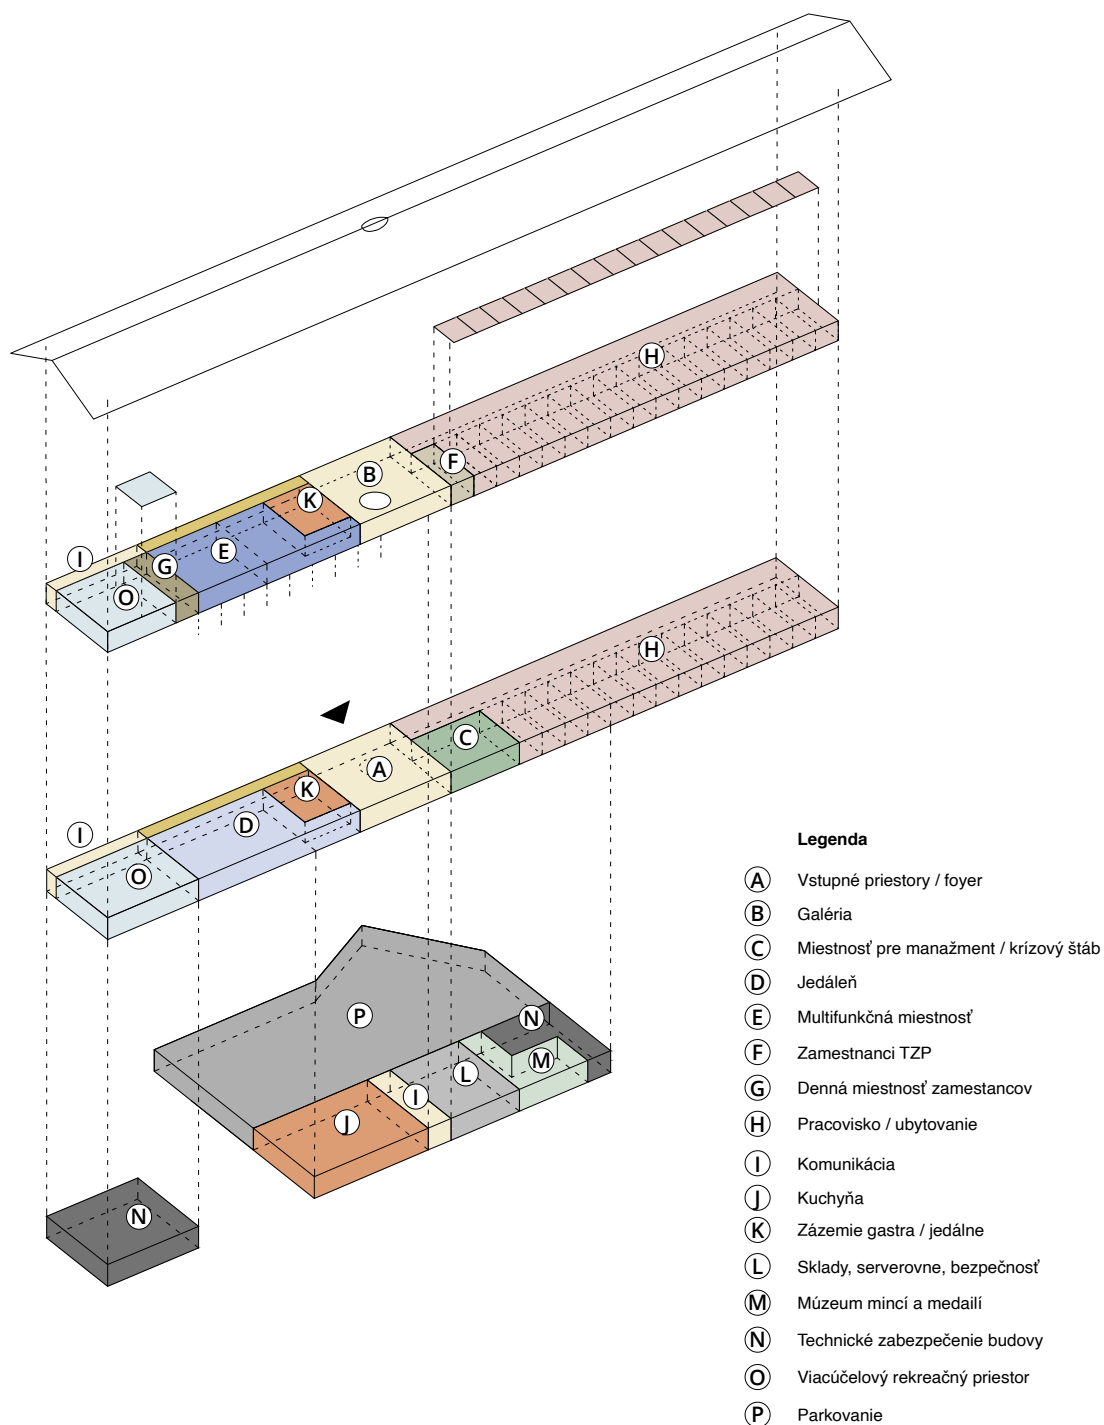 H
F
B
K
E
G
I
O
H
C
A
K
D
I
O
P
N
M
L
I
J
N
Legenda
A Vstupné priestory / foyer
B Galéria
C Miestnosť pre manažment / krízový štáb
D Jedáleň
E Multifunkčná miestnosť
F Zamestnanci TZP
G Denná miestnosť zamestancov
H Pracovisko / ubytovanie
I Komunikácia
J Kuchyňa
K Zázemie gastra / jedálne
L Sklady, serverovne, bezpečnosť
M Múzeum mincí a medailí
N Technické zabezpečenie budovy
O Viacúčelový rekreačný priestor
P Parkovanie